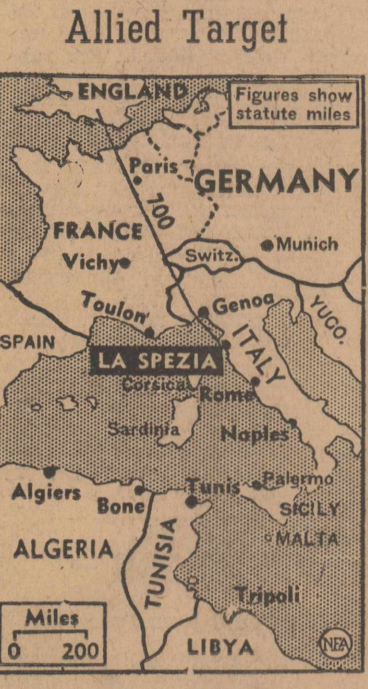 Allied Target
ENGLAND
Figures show
statute miles
Paris
GERMANY
700
FRANCE
Munich
Switz.
Vichy
Toulon
Genoa
YUGO.
SPAIN
ITALY
LA SPEZIA
Corsica
Rome
Sardinia
Naples
Algiers
Bone
Tunis
Palermo
SICILY
MALTA
ALGERIA
TUNISIA
Tripoli
Miles
0 200
LIBYA
NEA